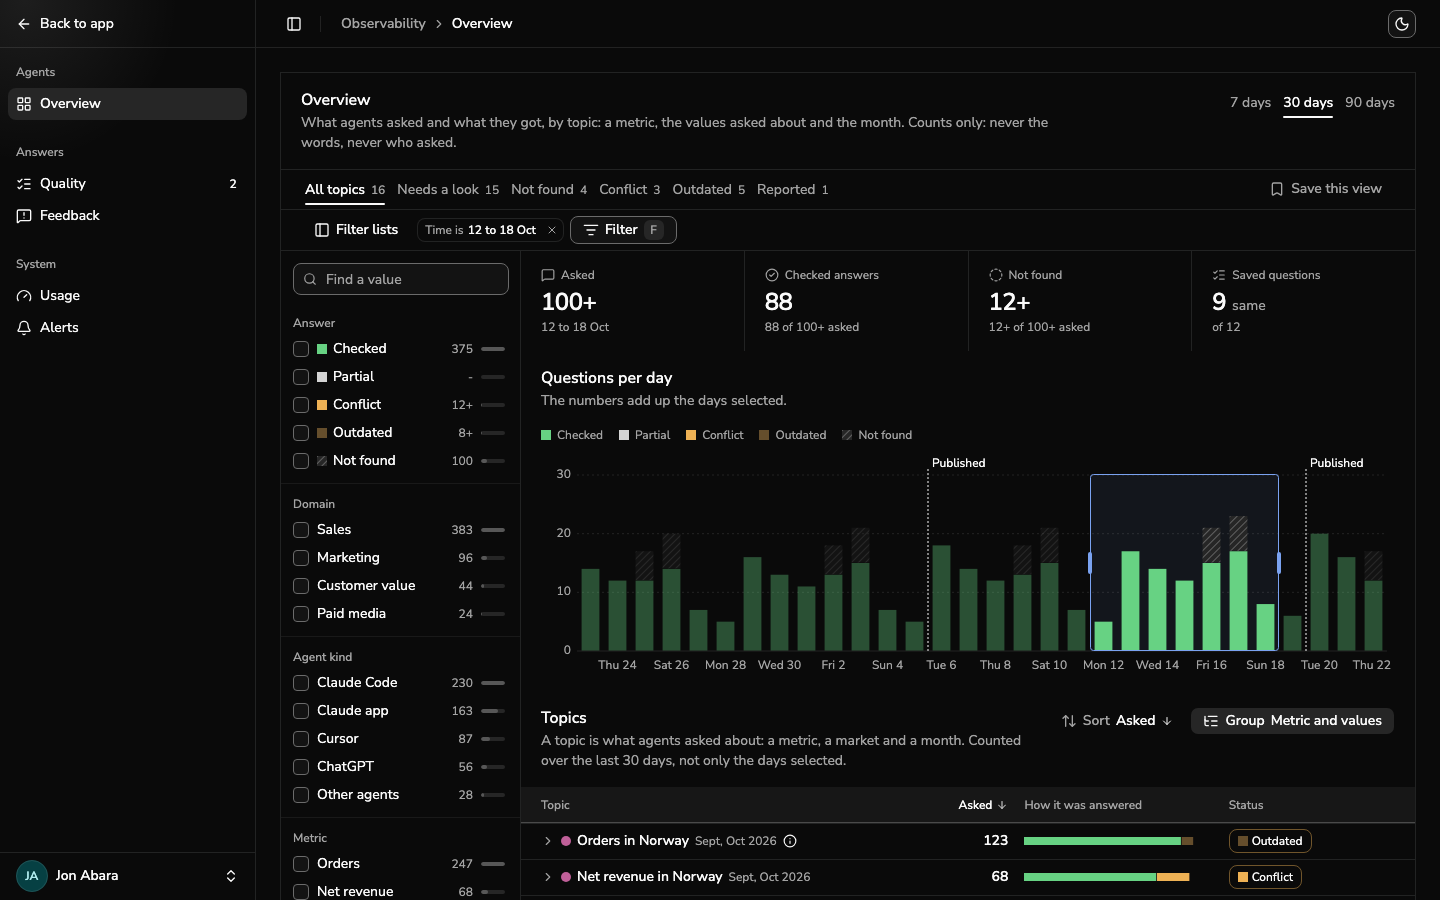 Back to app
Agents
Overview
Answers
Quality 2
Feedback
System
Usage
Alerts
JA Jon Abara
Observability > Overview
Overview
What agents asked and what they got, by topic: a metric, the values asked about and the month. Counts only: never the
words, never who asked.
7 days 30 days 90 days
All topics 16 Needs a look 15 Not found 4 Conflict 3 Outdated 5 Reported 1
Save this view
Filter lists Time is 12 to 18 Oct × Filter F
Find a value
Answer
Checked 375
Partial -
Conflict 12+
Outdated 8+
Not found 100
Domain
Sales 383
Marketing 96
Customer value 44
Paid media 24
Agent kind
Claude Code 230
Claude app 163
Cursor 87
ChatGPT 56
Other agents 28
Metric
Orders 247
Net revenue 68
Asked
100+
12 to 18 Oct
Checked answers
88
88 of 100+ asked
Not found
12+
12+ of 100+ asked
Saved questions
9 same
of 12
Questions per day
The numbers add up the days selected.
Checked Partial Conflict Outdated Not found
Published Published
30
20
10
0
Thu 24 Sat 26 Mon 28 Wed 30 Fri 2 Sun 4 Tue 6 Thu 8 Sat 10 Mon 12 Wed 14 Fri 16 Sun 18 Tue 20 Thu 22
Topics
A topic is what agents asked about: a metric, a market and a month. Counted
over the last 30 days, not only the days selected.
Sort Asked ↓ Group Metric and values
Topic Asked ↓ How it was answered Status
Orders in Norway Sept, Oct 2026 123 Outdated
Net revenue in Norway Sept, Oct 2026 68 Conflict